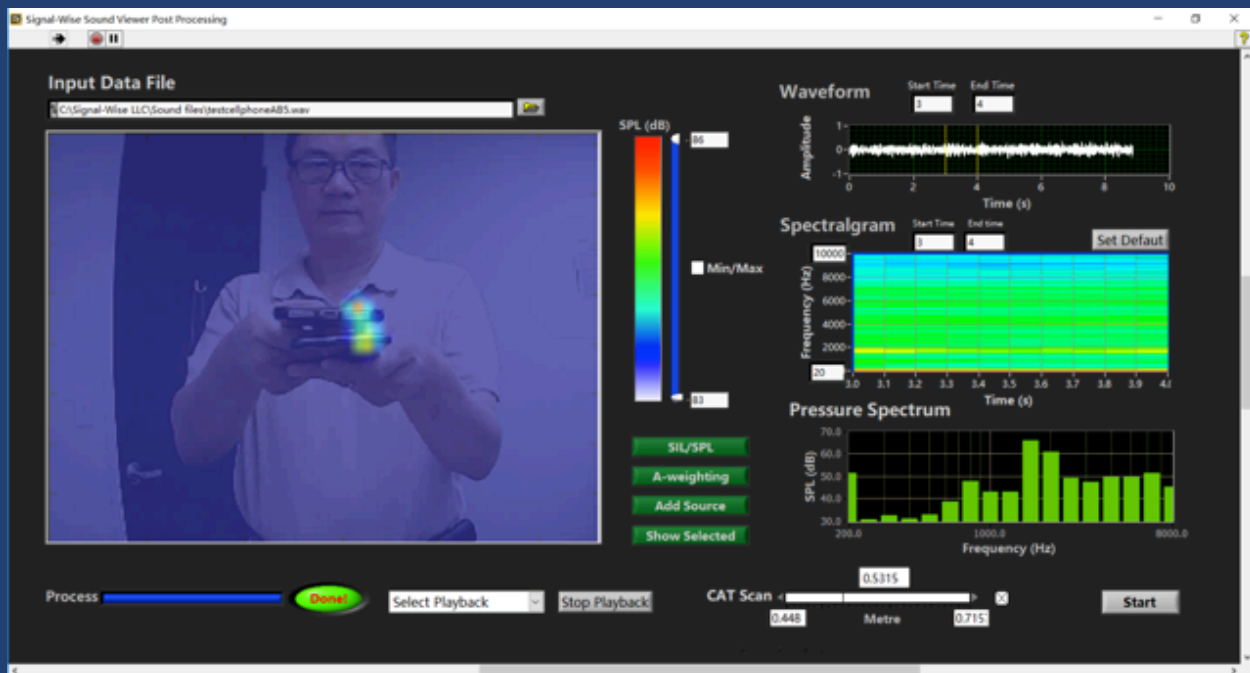 Signal-Wise Sound Viewer Post Processing
Input Data File
C:\Signal-Wise LLC\Sound files\testcellphoneAB5.wav
SPL (dB)
86
Min/Max
83
SIL/SPL
A-weighting
Add Source
Show Selected
Waveform
Start Time End Time
3 4
Amplitude
1
0
-1
0 2 4 6 8 10
Time (s)
Spectralgram
Start Time End time
3 4
Set Defaut
Frequency (Hz)
10000
8000
6000
4000
2000
20
3.0 3.1 3.2 3.3 3.4 3.5 3.6 3.7 3.8 3.9 4.
Time (s)
Pressure Spectrum
SPL (dB)
70.0
60.0
50.0
40.0
30.0
200.0 1000.0 8000.0
Frequency (Hz)
Process
Done!
Select Playback
Stop Playback
CAT Scan
0.5315
X
0.448 Metre 0.715
Start